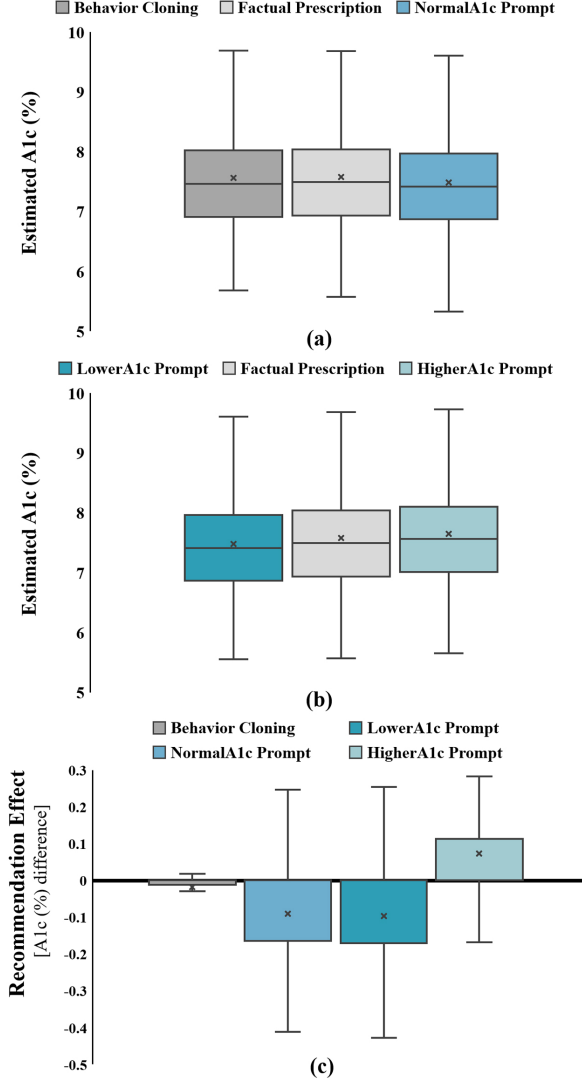 Behavior Cloning Factual Prescription NormalA1c Prompt
10
9
8
7
6
5
Estimated A1c (%)
(a)
LowerA1c Prompt Factual Prescription HigherA1c Prompt
10
9
8
7
6
5
Estimated A1c (%)
(b)
Behavior Cloning LowerA1c Prompt
NormalA1c Prompt HigherA1c Prompt
0.3
0.2
0.1
0
-0.1
-0.2
-0.3
-0.4
-0.5
Recommendation Effect
[A1c (%) difference]
(c)